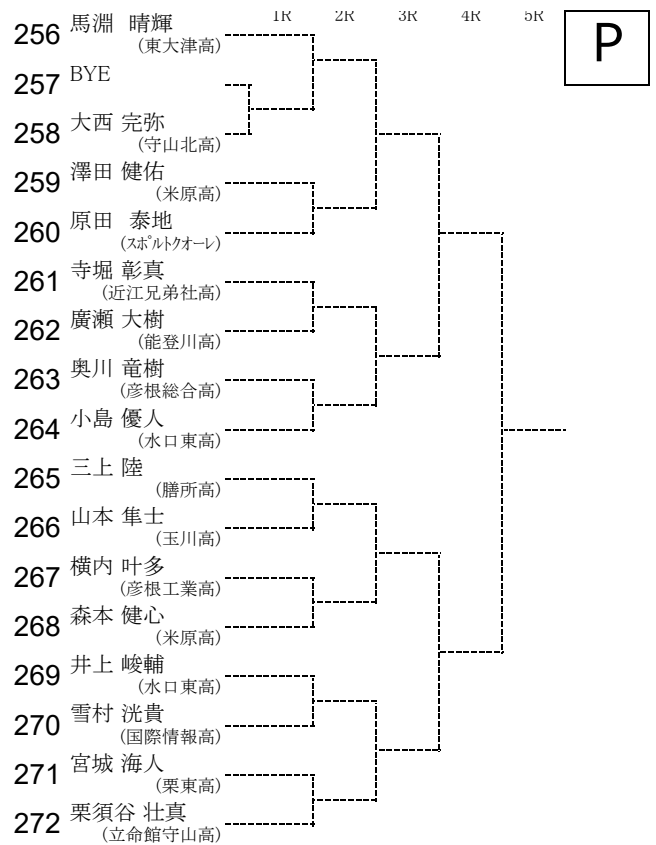 1R 2R 3R 4R 5R
P
256 馬淵 晴輝
(東大津高)
257 BYE
258 大西 完弥
(守山北高)
259 澤田 健佑
(米原高)
260 原田 泰地
(スポルトクオーレ)
261 寺堀 彰真
(近江兄弟社高)
262 廣瀬 大樹
(能登川高)
263 奥川 竜樹
(彦根総合高)
264 小島 優人
(水口東高)
265 三上 陸
(膳所高)
266 山本 隼士
(玉川高)
267 横内 叶多
(彦根工業高)
268 森本 健心
(米原高)
269 井上 峻輔
(水口東高)
270 雪村 洸貴
(国際情報高)
271 宮城 海人
(栗東高)
272 栗須谷 壮真
(立命館守山高)